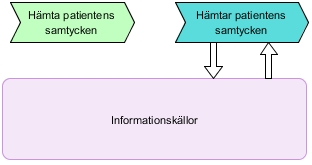 Hämta patientens
samtycken
Hämtar patientens
samtycken
Informationskällor